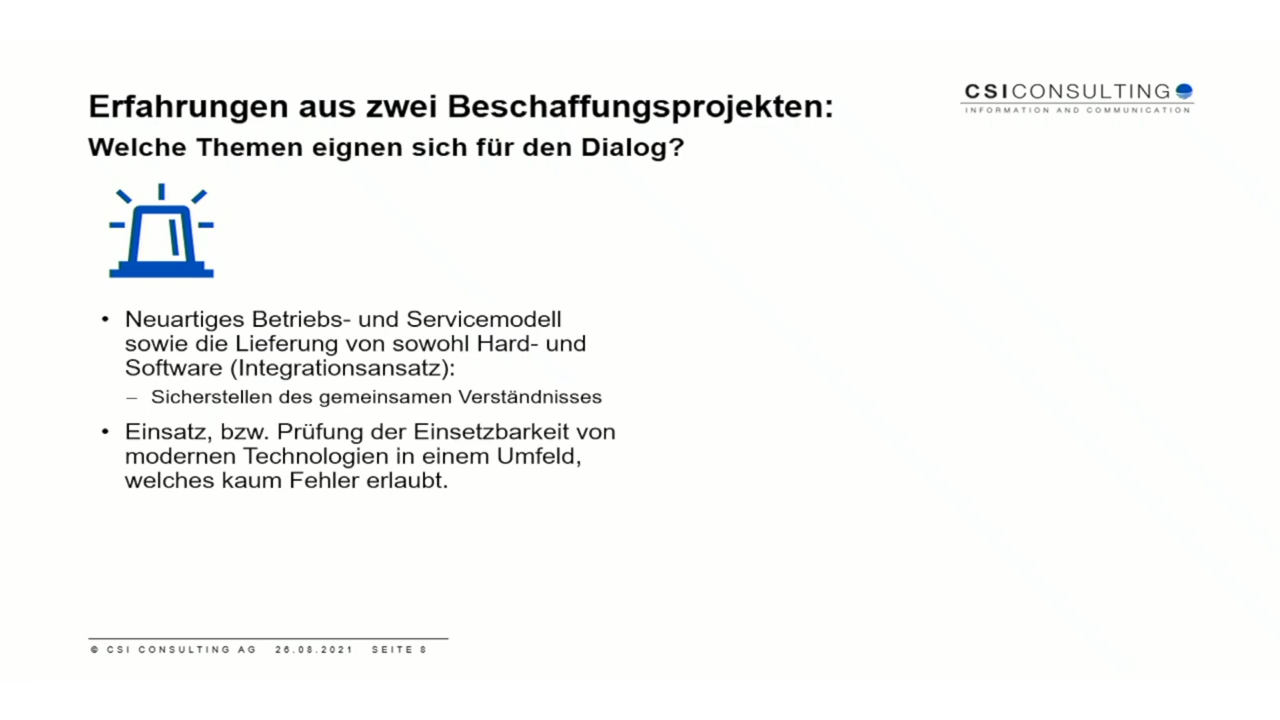 Erfahrungen aus zwei Beschaffungsprojekten:
CSICONSULTING
INFORMATION AND COMMUNICATION
Welche Themen eignen sich für den Dialog?
• Neuartiges Betriebs- und Servicemodell
sowie die Lieferung von sowohl Hard- und
Software (Integrationsansatz):
– Sicherstellen des gemeinsamen Verständnisses
• Einsatz, bzw. Prüfung der Einsetzbarkeit von
modernen Technologien in einem Umfeld,
welches kaum Fehler erlaubt.
© CSI CONSULTING AG 26.08.2021 SEITE 8